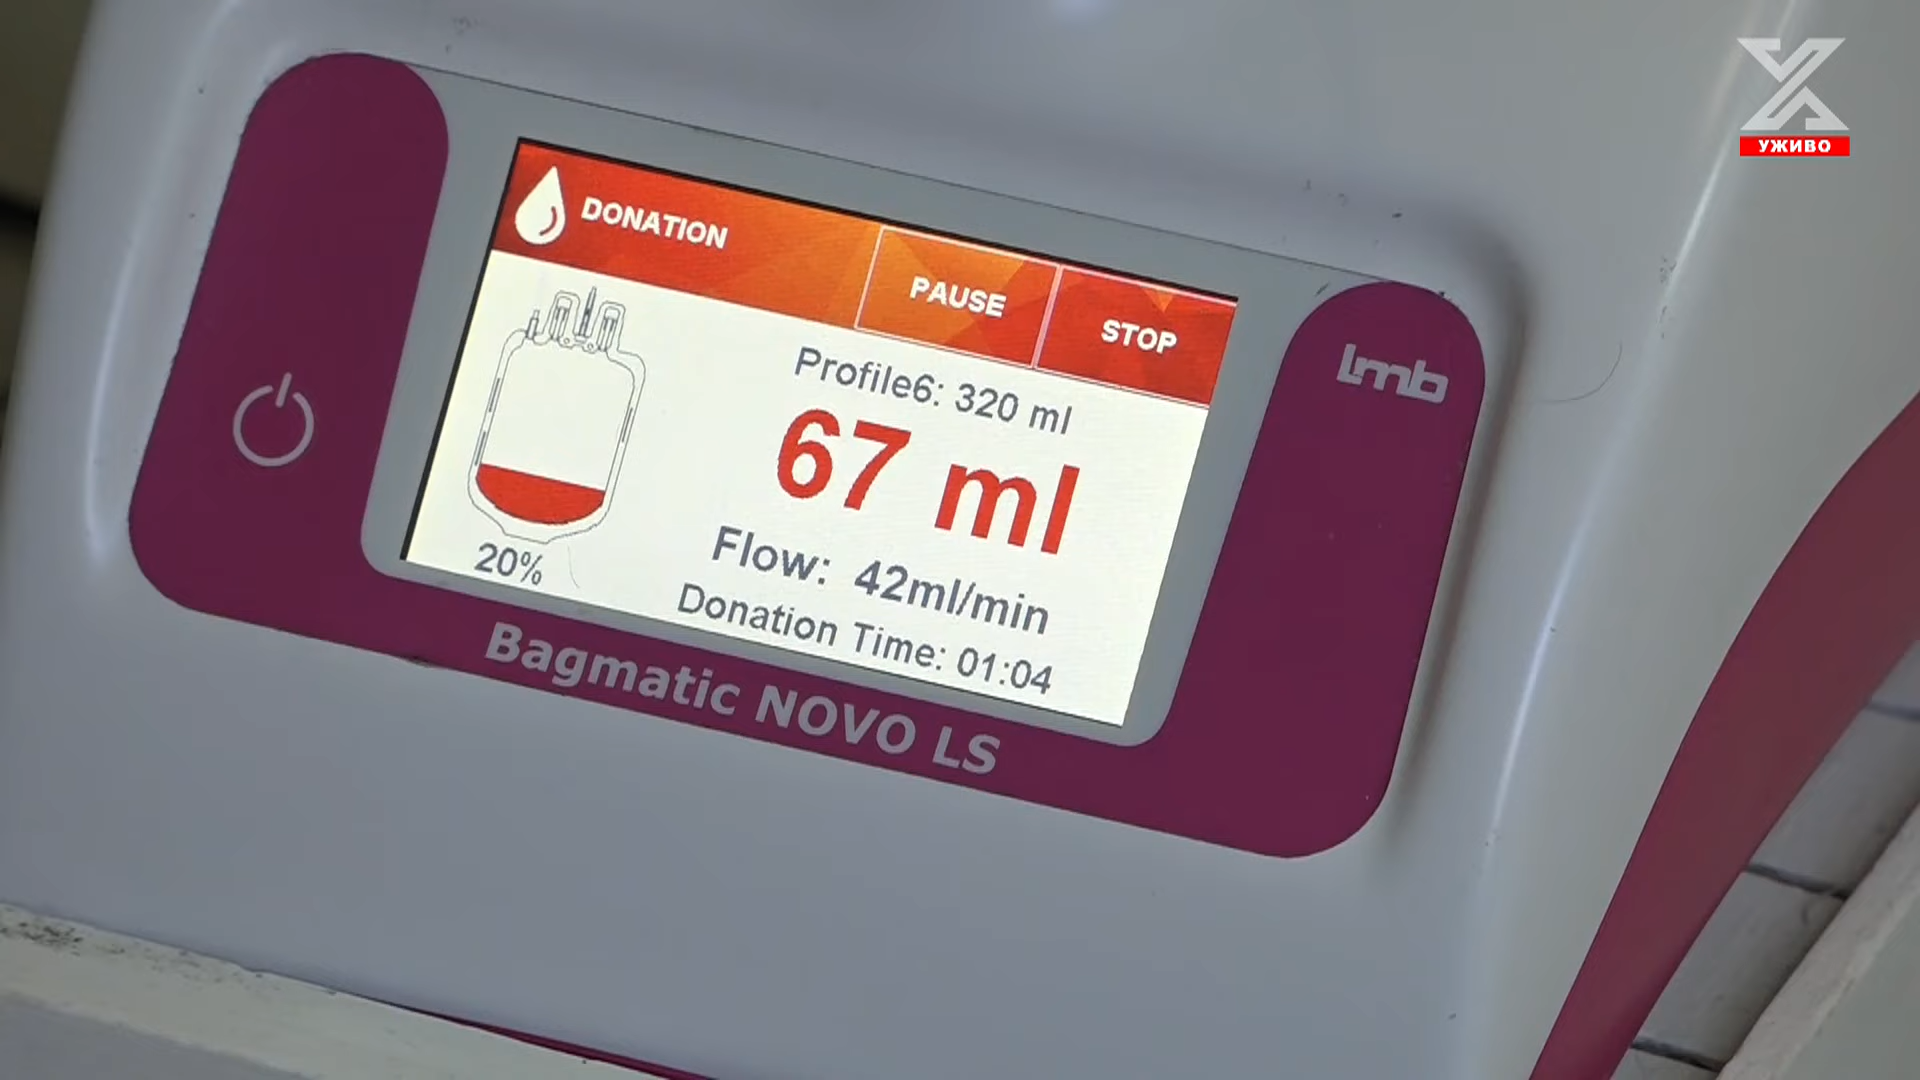 УЖИВО
DONATION
PAUSE
STOP
Profile6: 320 ml
67 ml
Flow: 42ml/min
Donation Time: 01:04
20%
lmb
Bagmatic NOVO LS